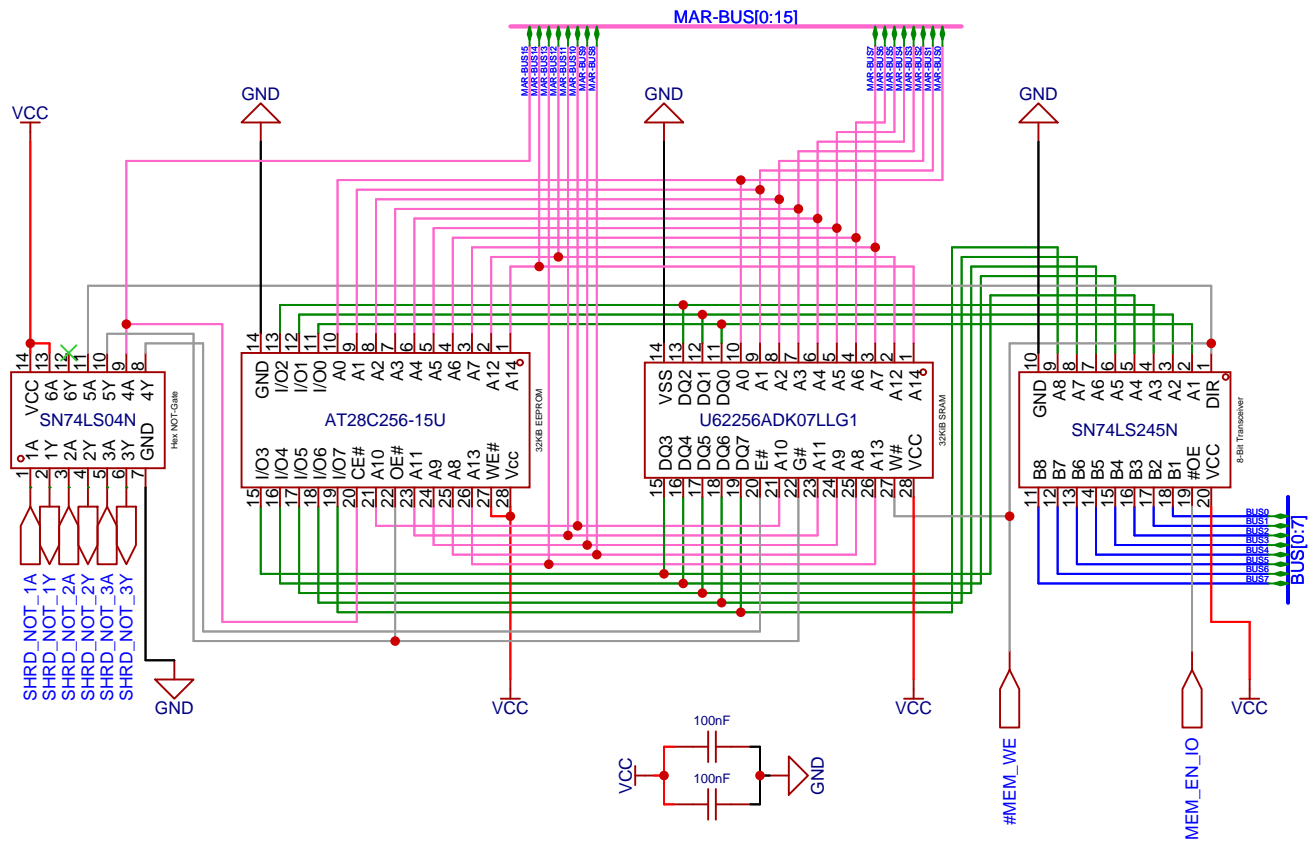 MAR-BUS[0:15]
MAR-BUS15
MAR-BUS14
MAR-BUS13
MAR-BUS12
MAR-BUS11
MAR-BUS10
MAR-BUS9
MAR-BUS8
MAR-BUS7
MAR-BUS6
MAR-BUS5
MAR-BUS4
MAR-BUS3
MAR-BUS2
MAR-BUS1
MAR-BUS0
VCC
GND
GND
GND
14 13 12 11 10 9 8
VCC 6A 6Y 5A 5Y 4A 4Y
SN74LS04N
Hex NOT-Gate
1A 1Y 2A 2Y 3A 3Y GND
1 2 3 4 5 6 7
SHRD_NOT_1A
SHRD_NOT_1Y
SHRD_NOT_2A
SHRD_NOT_2Y
SHRD_NOT_3A
SHRD_NOT_3Y
GND
14 13 12 11 10 9 8 7 6 5 4 3 2 1
GND I/O2 I/O1 I/O0 A0 A1 A2 A3 A4 A5 A6 A7 A12 A14
AT28C256-15U
32KiB EEPROM
I/O3 I/O4 I/O5 I/O6 I/O7 CE# A10 OE# A11 A9 A8 A13 WE# Vcc
15 16 17 18 19 20 21 22 23 24 25 26 27 28
VCC
14 13 12 11 10 9 8 7 6 5 4 3 2 1
VSS DQ2 DQ1 DQ0 A0 A1 A2 A3 A4 A5 A6 A7 A12 A14
U62256ADK07LLG1
32KiB SRAM
DQ3 DQ4 DQ5 DQ6 DQ7 E# A10 G# A11 A9 A8 A13 W# VCC
15 16 17 18 19 20 21 22 23 24 25 26 27 28
VCC
10 9 8 7 6 5 4 3 2 1
GND A8 A7 A6 A5 A4 A3 A2 A1 DIR
SN74LS245N
8-Bit Transceiver
B8 B7 B6 B5 B4 B3 B2 B1 #OE VCC
11 12 13 14 15 16 17 18 19 20
BUS0
BUS1
BUS2
BUS3
BUS4
BUS5
BUS6
BUS7
BUS[0:7]
VCC
#MEM_WE
MEM_EN_IO
100nF
VCC
100nF
GND